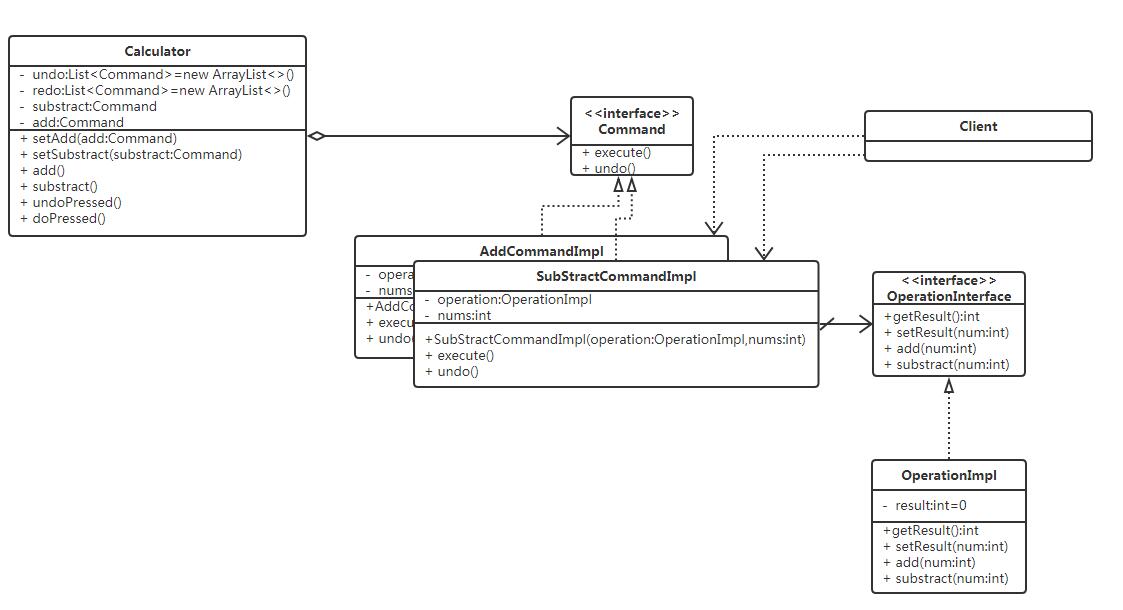 Calculator
- undo:List<Command>=new ArrayList<>()
- redo:List<Command>=new ArrayList<>()
- substract:Command
- add:Command
+ setAdd(add:Command)
+ setSubstract(substract:Command)
+ add()
+ substract()
+ undoPressed()
+ doPressed()
<<interface>>
Command
+ execute()
+ undo()
Client
AddCommandImpl
- opera
- nums
+AddCo
+ execu
+ undo
SubStractCommandImpl
- operation:OperationImpl
- nums:int
+SubStractCommandImpl(operation:OperationImpl,nums:int)
+ execute()
+ undo()
<<interface>>
OperationInterface
+getResult():int
+ setResult(num:int)
+ add(num:int)
+ substract(num:int)
OperationImpl
- result:int=0
+getResult():int
+ setResult(num:int)
+ add(num:int)
+ substract(num:int)